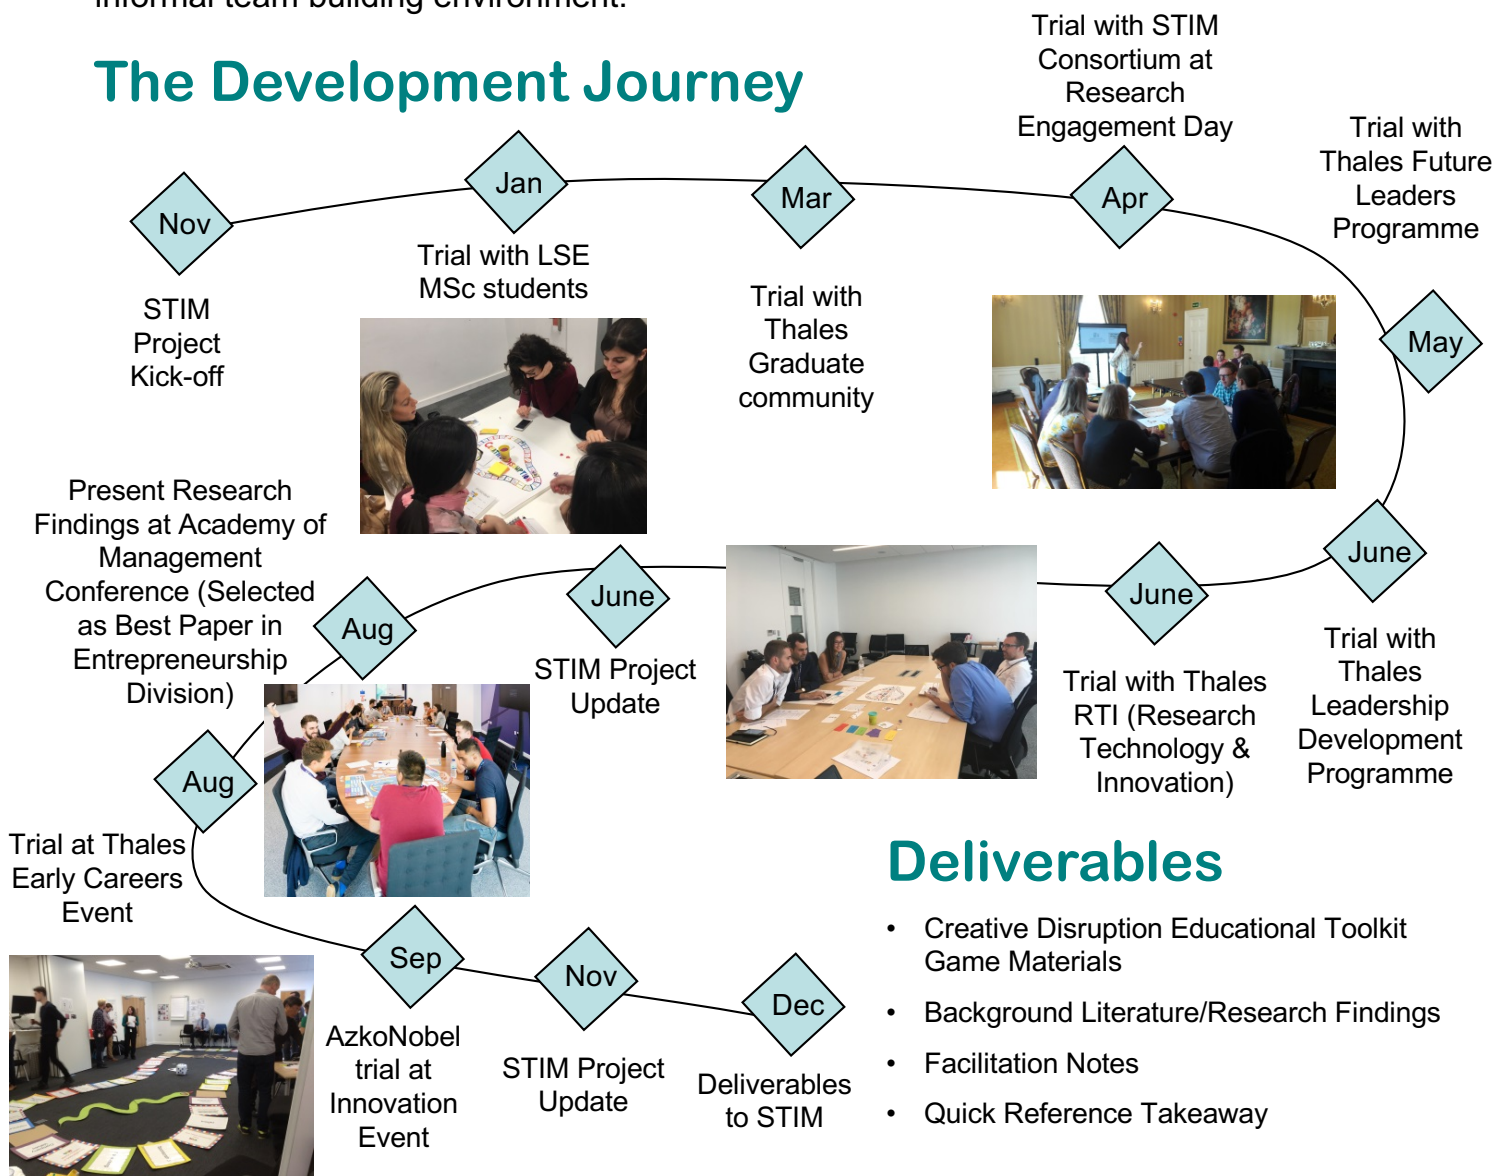 informal team building environment.
The Development Journey
Nov
STIM
Project
Kick-off
Jan
Trial with LSE
MSc students
Mar
Trial with
Thales
Graduate
community
Trial with STIM
Consortium at
Research
Engagement Day
Apr
Trial with
Thales Future
Leaders
Programme
May
June
Trial with
Thales
Leadership
Development
Programme
June
Trial with Thales
RTI (Research
Technology &
Innovation)
June
STIM Project
Update
Present Research
Findings at Academy of
Management
Conference (Selected
as Best Paper in
Entrepreneurship
Division)
Aug
Aug
Trial at Thales
Early Careers
Event
Sep
AzkoNobel
trial at
Innovation
Event
Nov
STIM Project
Update
Dec
Deliverables
to STIM
Deliverables
• Creative Disruption Educational Toolkit
Game Materials
• Background Literature/Research Findings
• Facilitation Notes
• Quick Reference Takeaway